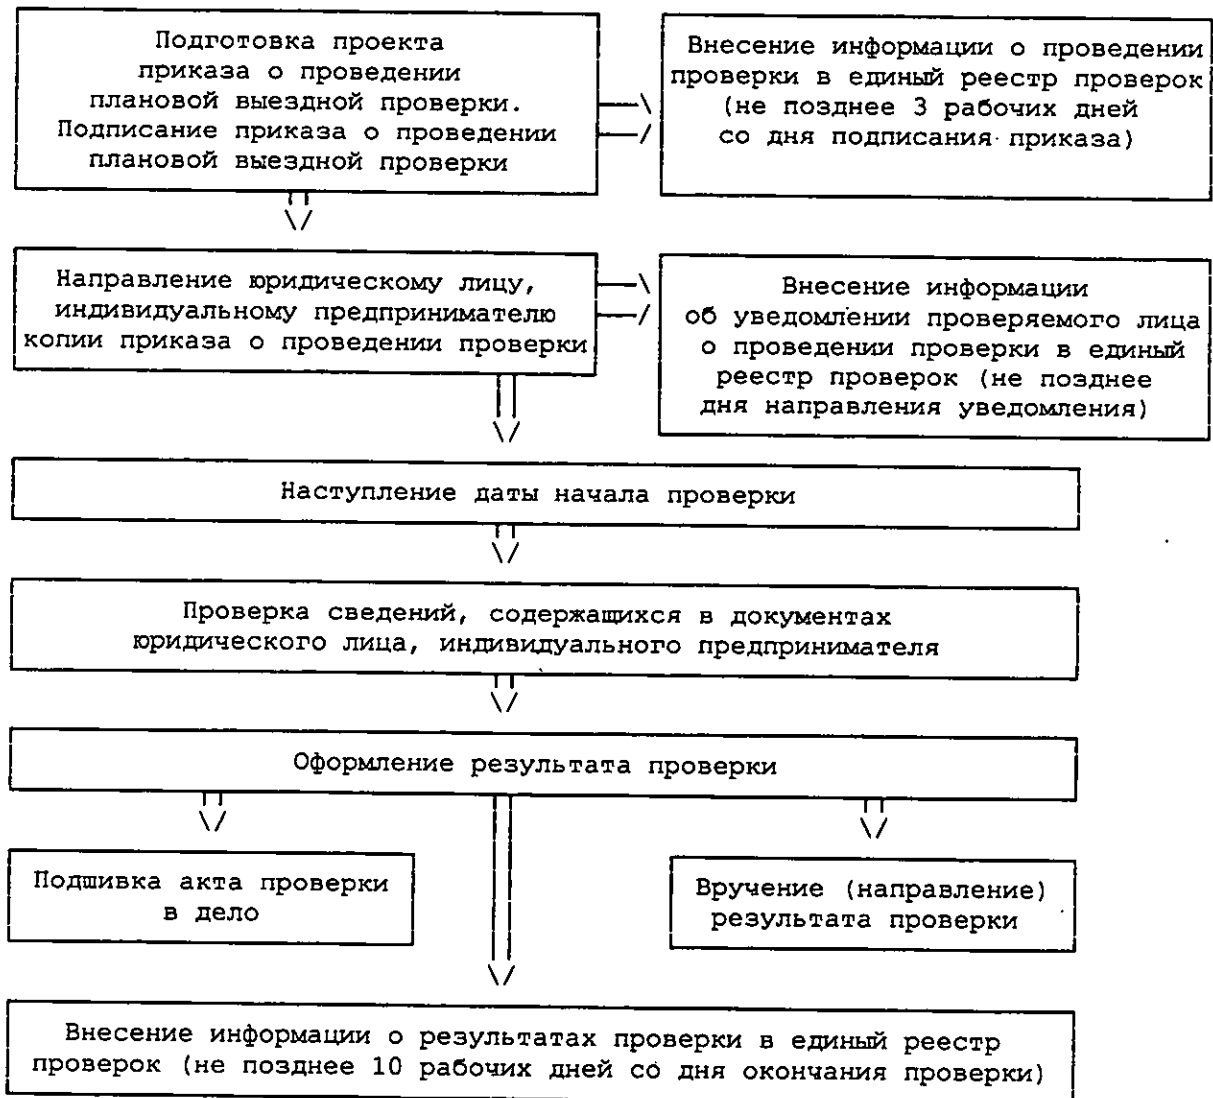 Подготовка проекта
приказа о проведении
плановой выездной проверки.
Подписание приказа о проведении
плановой выездной проверки
Внесение информации о проведении
проверки в единый реестр проверок
(не позднее 3 рабочих дней
со дня подписания приказа)
Направление юридическому лицу,
индивидуальному предпринимателю
копии приказа о проведении проверки
Внесение информации
об уведомлении проверяемого лица
о проведении проверки в единый
реестр проверок (не позднее
дня направления уведомления)
Наступление даты начала проверки
Проверка сведений, содержащихся в документах
юридического лица, индивидуального предпринимателя
Оформление результата проверки
Подшивка акта проверки
в дело
Вручение (направление)
результата проверки
Внесение информации о результатах проверки в единый реестр
проверок (не позднее 10 рабочих дней со дня окончания проверки)